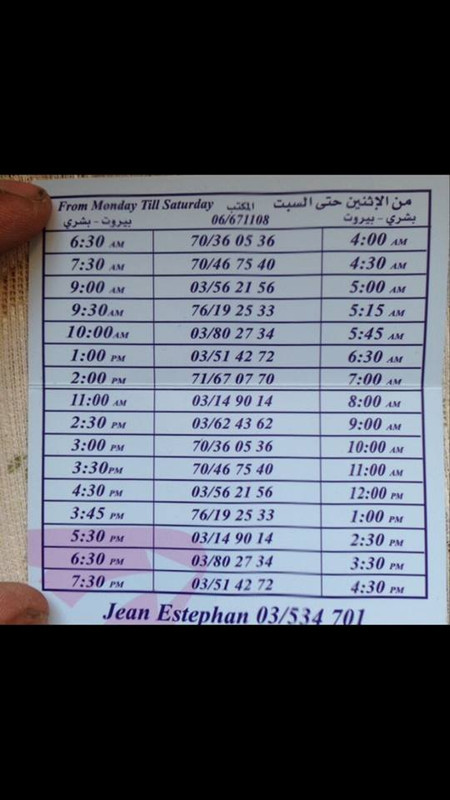 From Monday Till Saturday المكتب من الإثنين حتى السبت
بيروت - بشري 06/671108 بشري - بيروت
6:30 AM 70/36 05 36 4:00 AM
7:30 AM 70/46 75 40 4:30 AM
9:00 AM 03/56 21 56 5:00 AM
9:30AM 76/19 25 33 5:15 AM
10:00AM 03/80 27 34 5:45 AM
1:00 PM 03/51 42 72 6:30 AM
2:00 PM 71/67 07 70 7:00 AM
11:00 AM 03/14 90 14 8:00 AM
2:30 PM 03/62 43 62 9:00 AM
3:00 PM 70/36 05 36 10:00 AM
3:30PM 70/46 75 40 11:00 AM
4:30 PM 03/56 21 56 12:00 PM
3:45 PM 76/19 25 33 1:00 PM
5:30 PM 03/14 90 14 2:30 PM
6:30 PM 03/80 27 34 3:30 PM
7:30 PM 03/51 42 72 4:30 PM
Jean Estephan 03/534 701